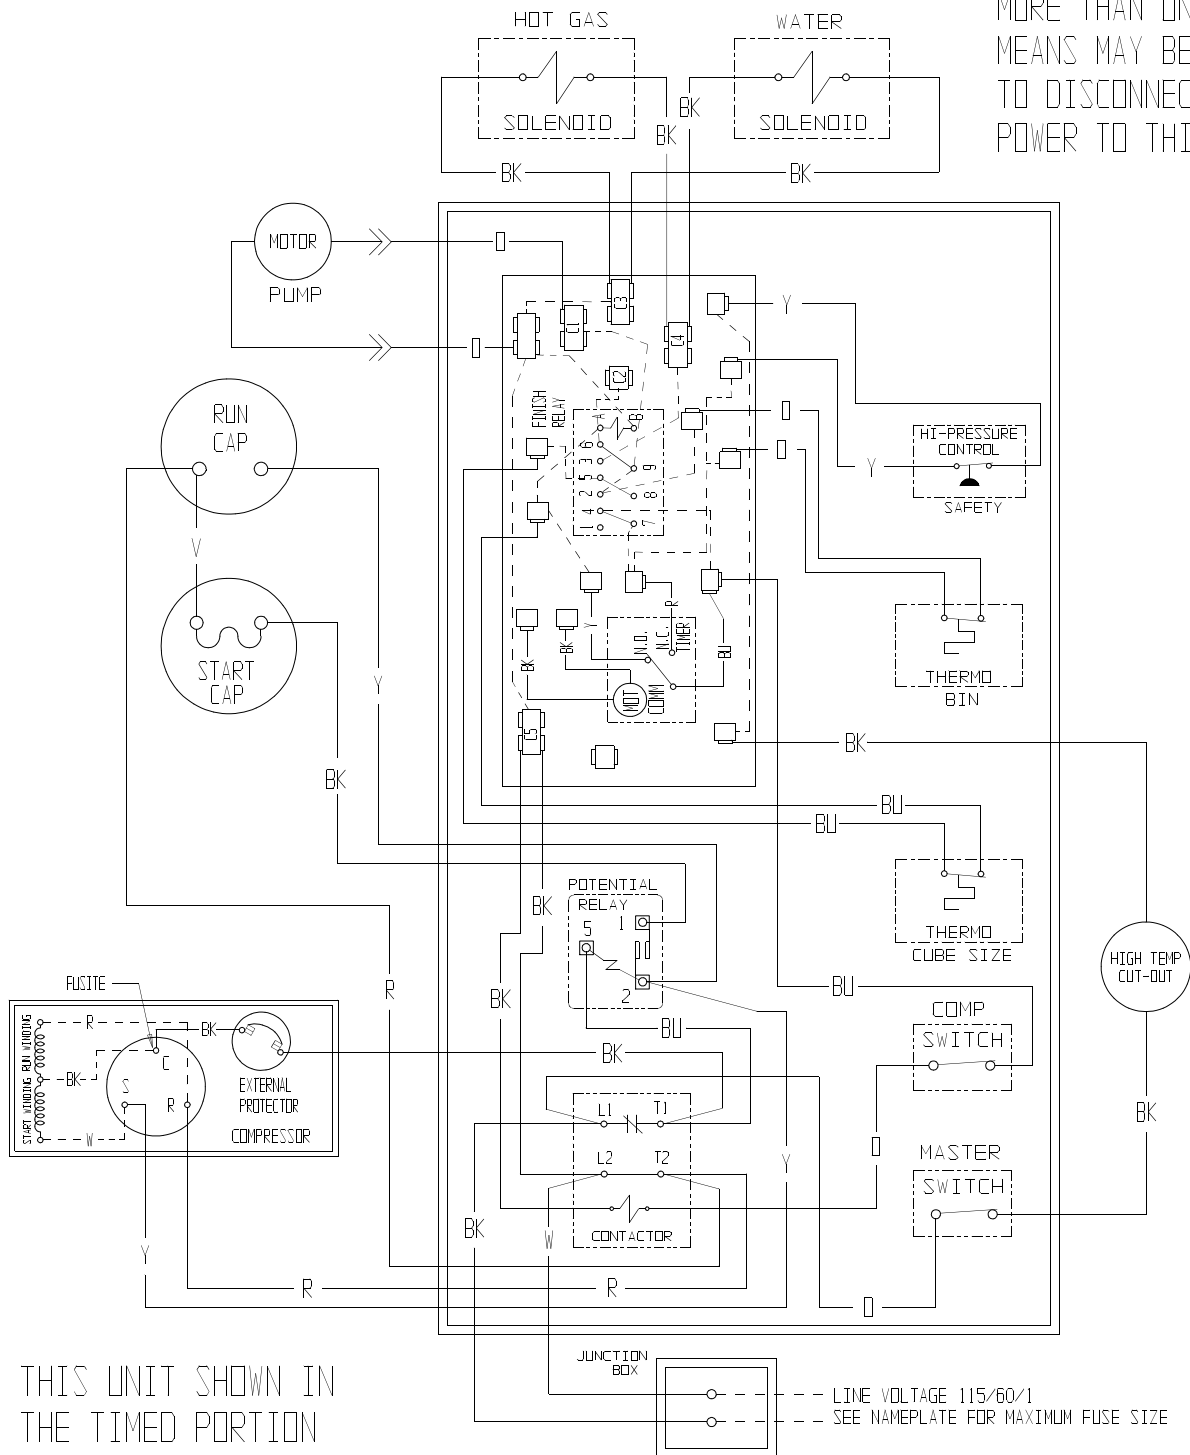 HOT GAS
WATER
SOLENOID
SOLENOID
MORE THAN
MEANS MAY BE
TO
POWER TO
BK
BK
BK
BK
MOTOR
PUMP
O
O
RUN
CAP
V
START
CAP
C3
C1
C4
C2
C5
FINISH
RELAY
A
B
6
3
5
2
4
1
9
8
7
Y
O
O
HI-PRESSURE
CONTROL
Y
SAFETY
THERMO
BIN
R
Y
BK
BK
N.O.
N.C.
TIMER
BU
MOT
COMM
Y
BK
BK
BU
BU
THERMO
CUBE SIZE
HIGH TEMP
CUT-OUT
POTENTIAL
RELAY
5
1
2
BK
BK
R
BU
BU
BK
FUSITE
START WINDING RUN WINDING
R
BK
BK
W
C
S
R
EXTERNAL
PROTECTOR
COMPRESSOR
COMP
SWITCH
L1
T1
L2
T2
CONTACTOR
O
Y
BK
MASTER
SWITCH
BK
W
Y
R
R
O
JUNCTION
BOX
LINE VOLTAGE 115/60/1
SEE NAMEPLATE FOR MAXIMUM FUSE SIZE
THIS UNIT SHOWN IN
THE TIMED PORTION